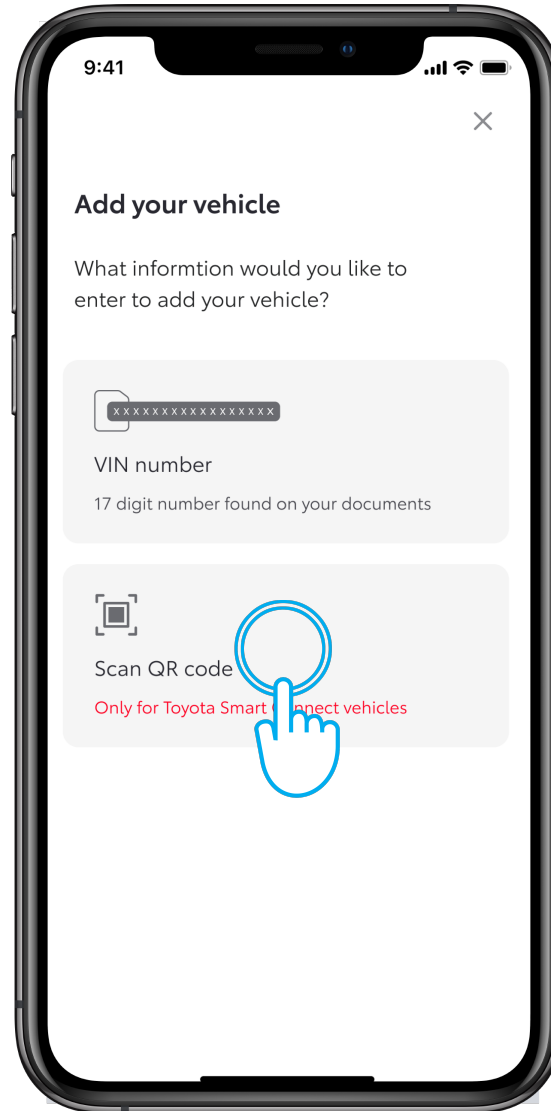 9:41
Add your vehicle
What informtion would you like to
enter to add your vehicle?
x x x x x x x x x x x x x x x x x
VIN number
17 digit number found on your documents
Scan QR code
Only for Toyota Smart Connect vehicles